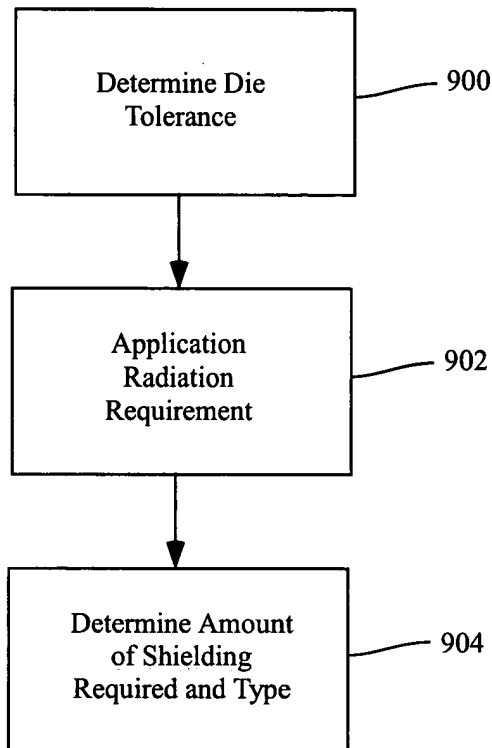 Determine Die
Tolerance
900
Application
Radiation
Requirement
902
Determine Amount
of Shielding
Required and Type
904